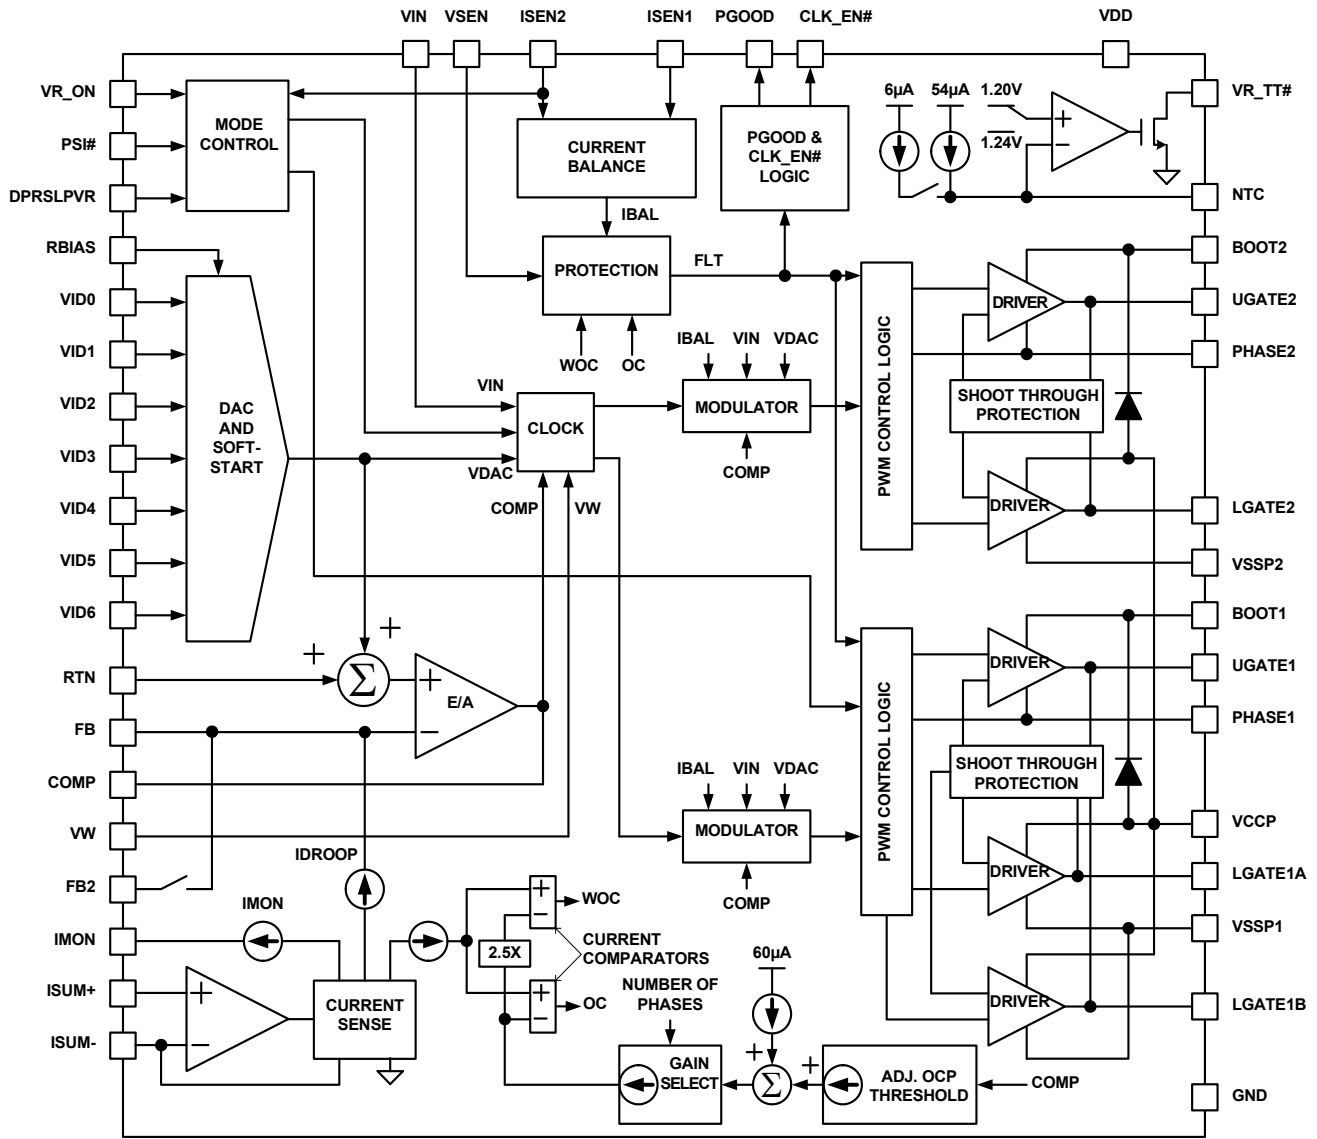 VIN
VSEN
ISEN2
ISEN1
PGOOD
CLK_EN#
VDD
VR_ON
PSI#
DPRSLPVR
RBIAS
VID0
VID1
VID2
VID3
VID4
VID5
VID6
RTN
FB
COMP
VW
FB2
IMON
ISUM+
ISUM-
MODE
CONTROL
DAC
AND
SOFT-
START
CURRENT
BALANCE
IBAL
PROTECTION
FLT
WOC
OC
PGOOD &
CLK_EN#
LOGIC
6µA
54µA
1.20V
1.24V
+
−
VR_TT#
NTC
BOOT2
UGATE2
PHASE2
LGATE2
VSSP2
BOOT1
UGATE1
PHASE1
VCCP
LGATE1A
VSSP1
LGATE1B
GND
VIN
CLOCK
VDAC
COMP
VW
IBAL
VIN
VDAC
MODULATOR
COMP
PWM CONTROL LOGIC
DRIVER
SHOOT THROUGH
PROTECTION
DRIVER
+
+
Σ
+
−
E/A
IBAL
VIN
VDAC
MODULATOR
COMP
PWM CONTROL LOGIC
DRIVER
SHOOT THROUGH
PROTECTION
DRIVER
DRIVER
IDROOP
IMON
+
−
CURRENT
SENSE
+
−
WOC
2.5X
CURRENT
COMPARATORS
+
−
OC
NUMBER OF
PHASES
60µA
GAIN
SELECT
+
Σ
+
ADJ. OCP
THRESHOLD
COMP